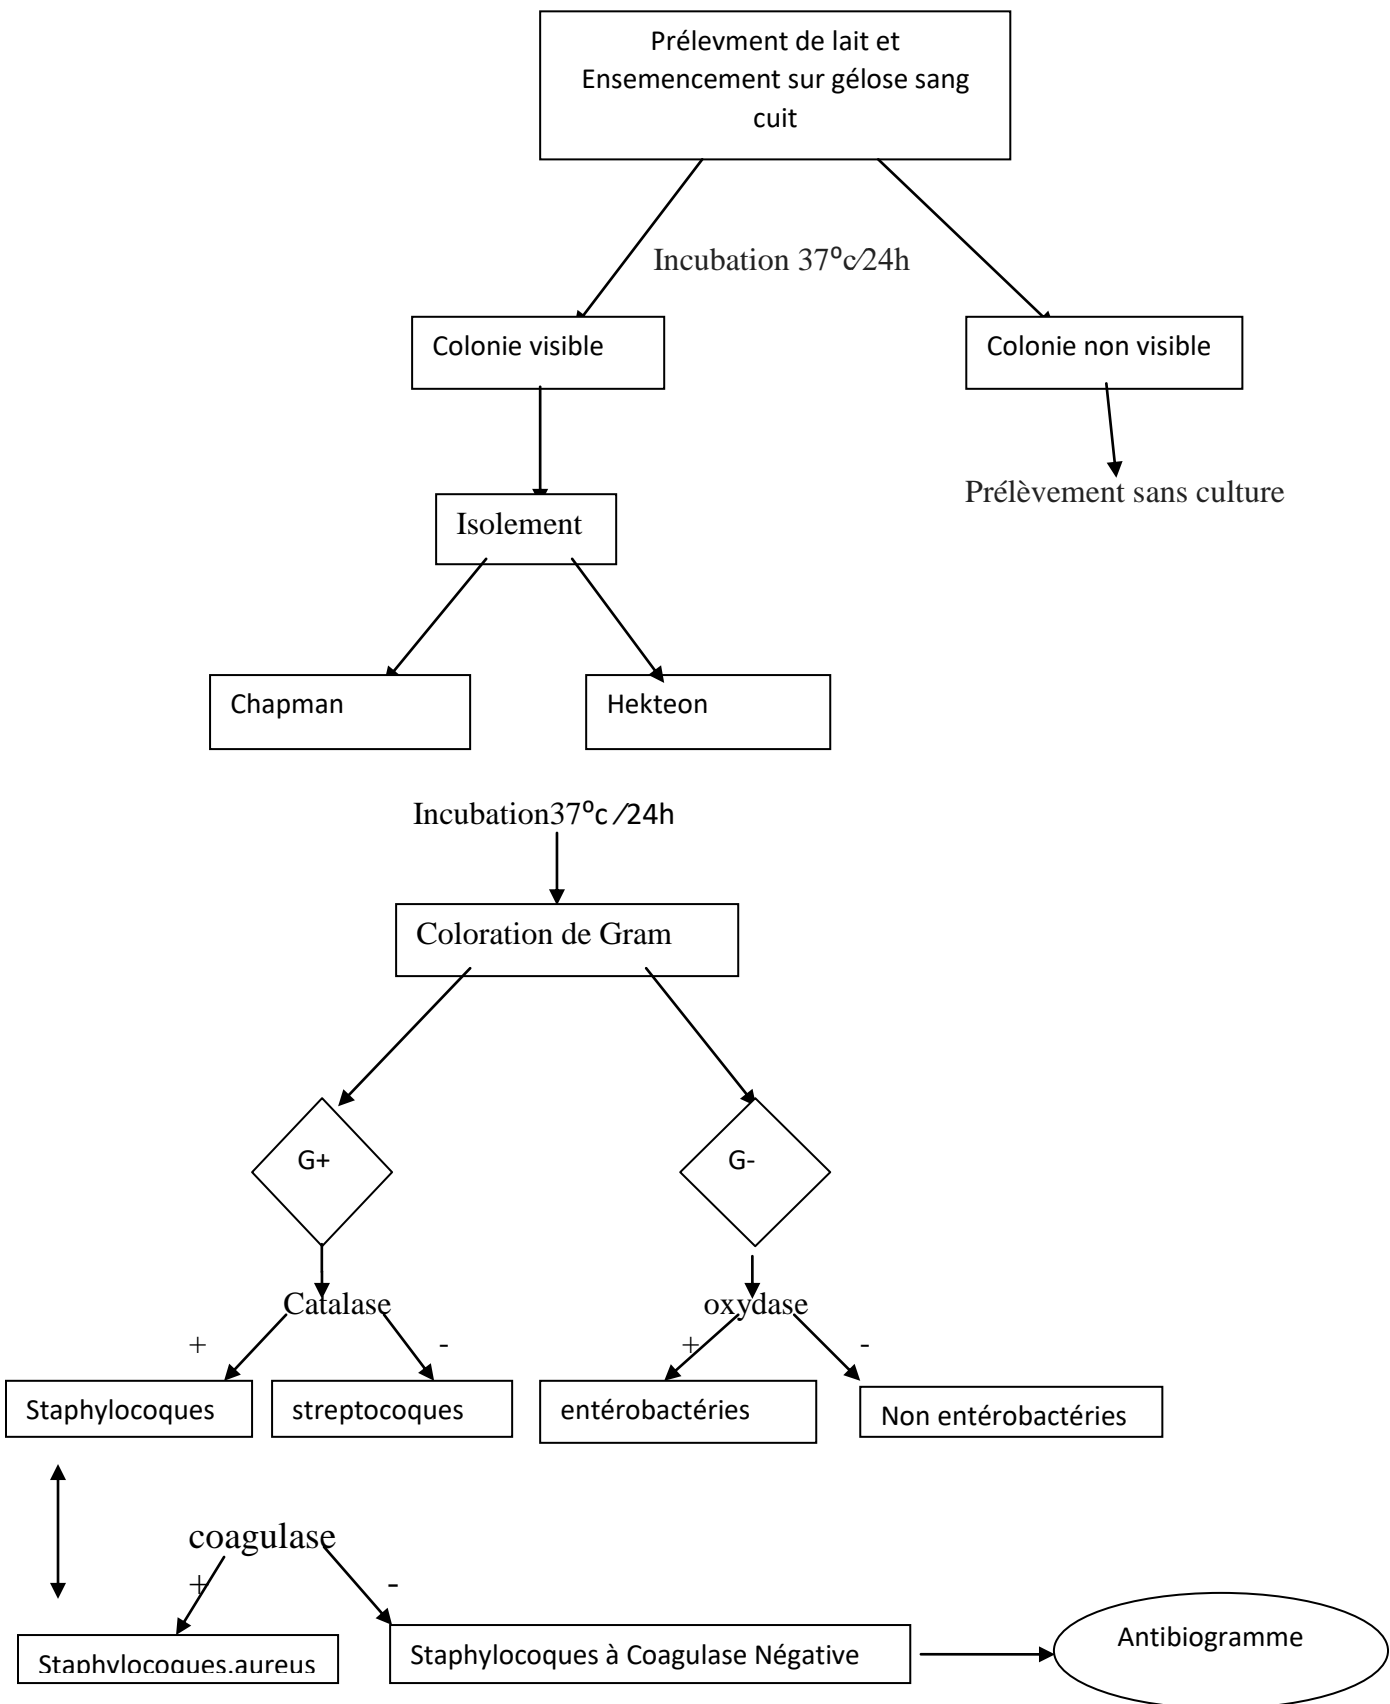 Prélevment de lait et
Ensemencement sur gélose sang
cuit
Incubation 37⁰c⁄24h
Colonie visible
Colonie non visible
Prélèvement sans culture
Isolement
Chapman
Hekteon
Incubation37⁰c ⁄24h
Coloration de Gram
G+
G-
Catalase
oxydase
+
-
+
-
Staphylocoques
streptocoques
entérobactéries
Non entérobactéries
coagulase
+
-
Staphylocoques.aureus
Staphylocoques à Coagulase Négative
Antibiogramme